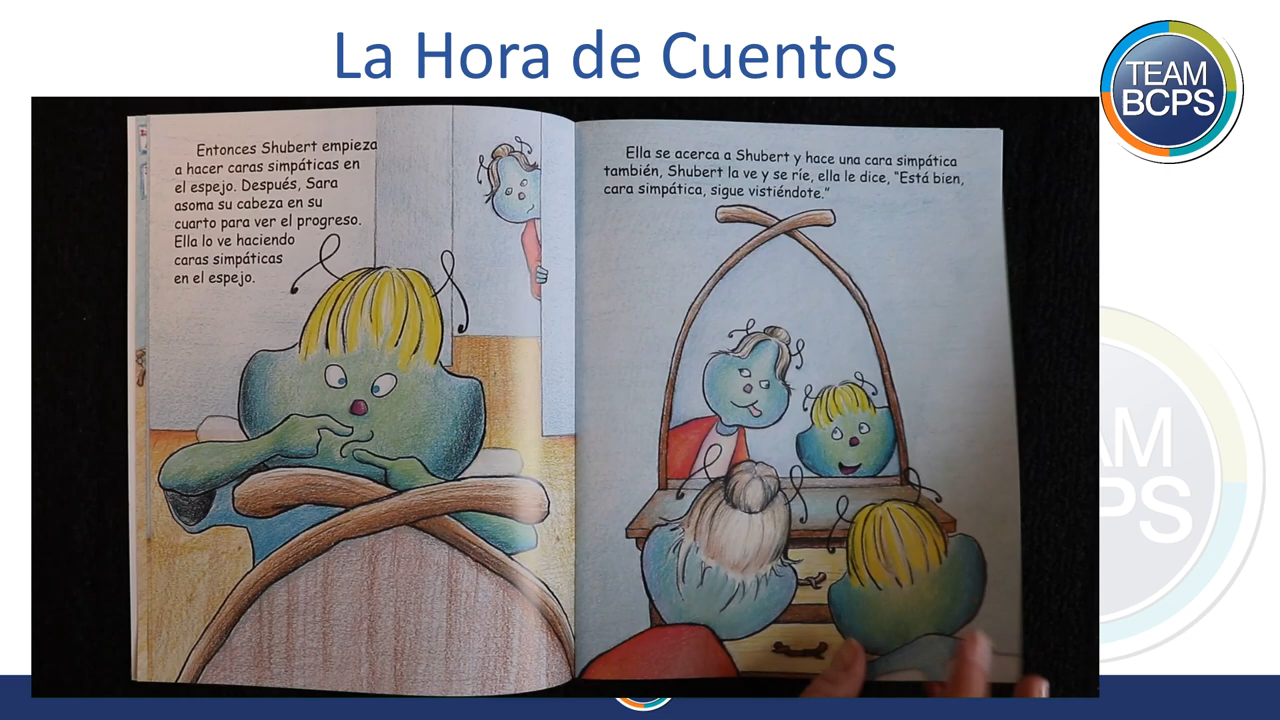 La Hora de Cuentos
TEAM
BCPS
Entonces Shubert empieza
a hacer caras simpáticas en
el espejo. Después, Sara
asoma su cabeza en su
cuarto para ver el progreso.
Ella lo ve haciendo
caras simpáticas
en el espejo.
Ella se acerca a Shubert y hace una cara simpática
también, Shubert la ve y se ríe, ella le dice, “Está bien,
cara simpática, sigue vistiéndote.”
AM
PS